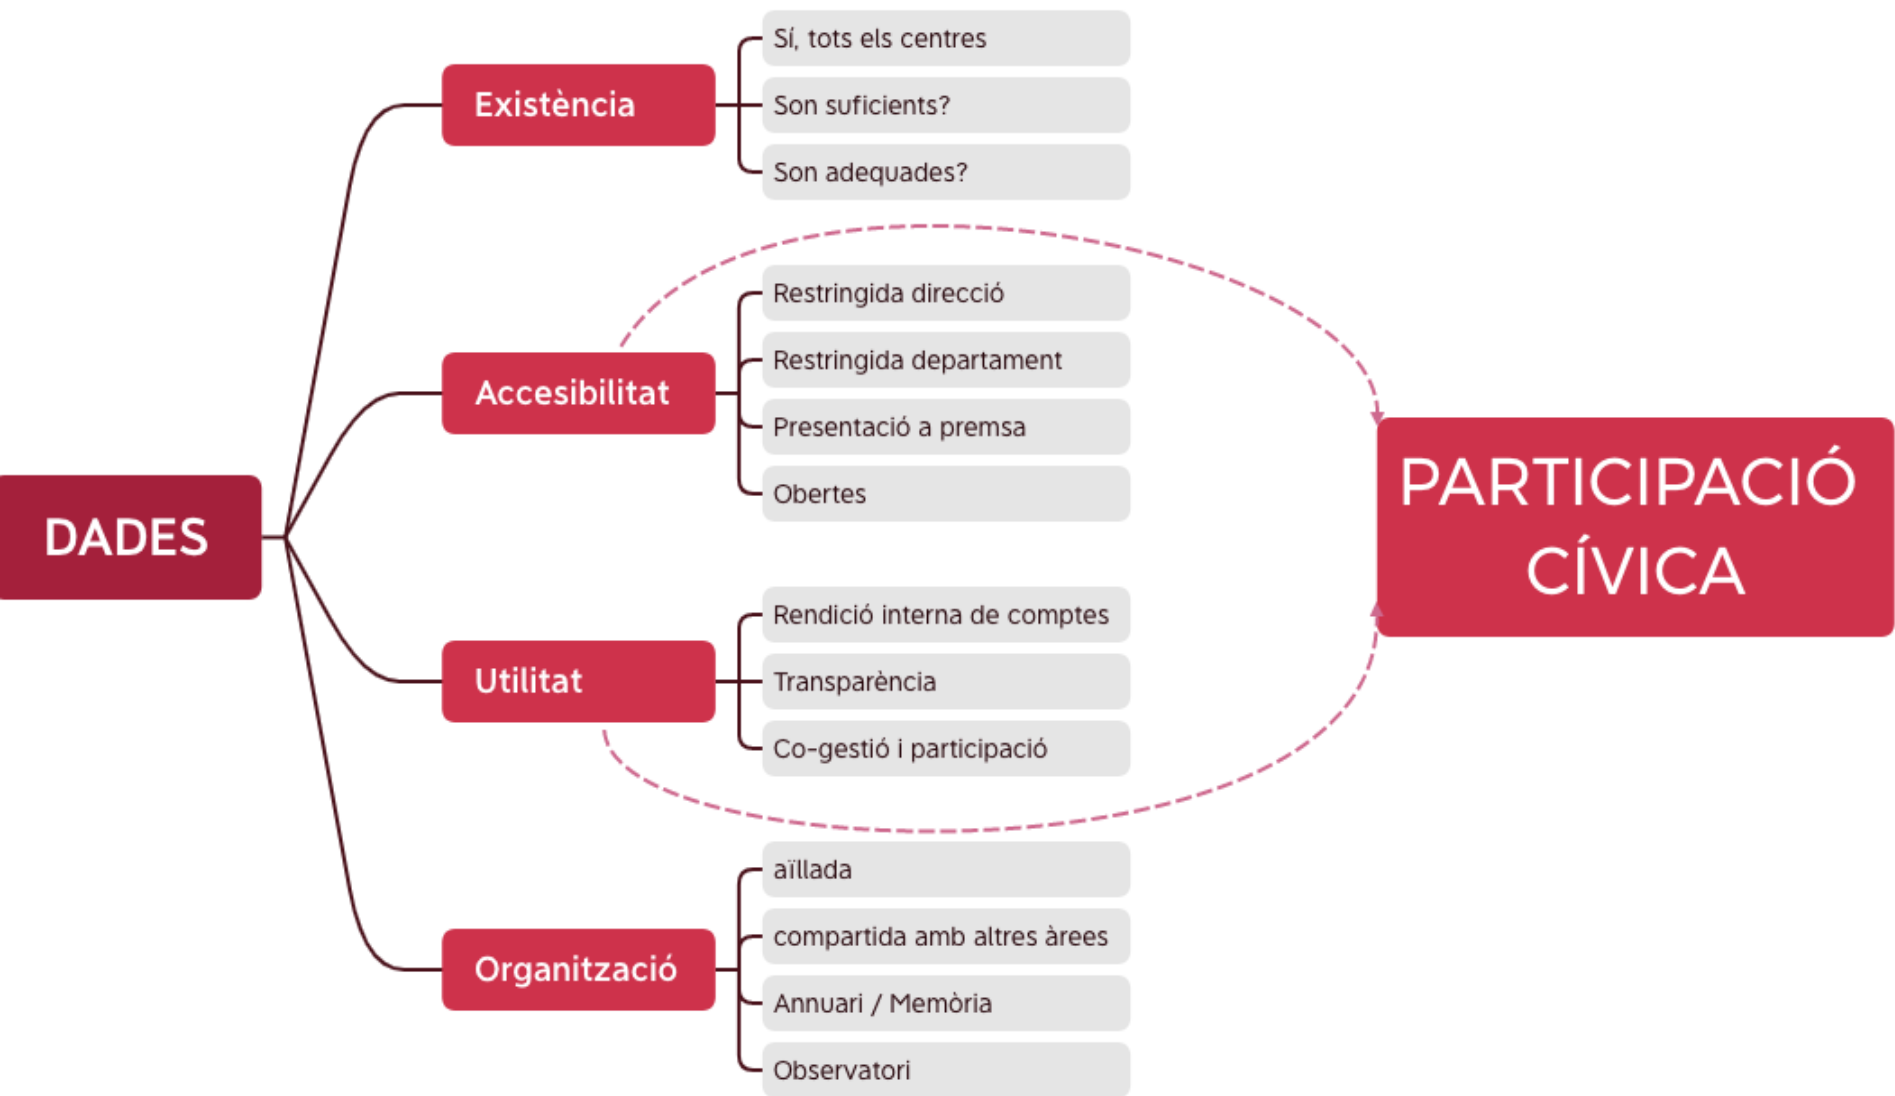 DADES
Existència
Sí, tots els centres
Son suficients?
Son adequades?
Accesibilitat
Restringida direcció
Restringida departament
Presentació a premsa
Obertes
Utilitat
Rendició interna de comptes
Transparència
Co-gestió i participació
Organització
aïllada
compartida amb altres àrees
Annuari / Memòria
Observatori
PARTICIPACIÓ
CÍVICA